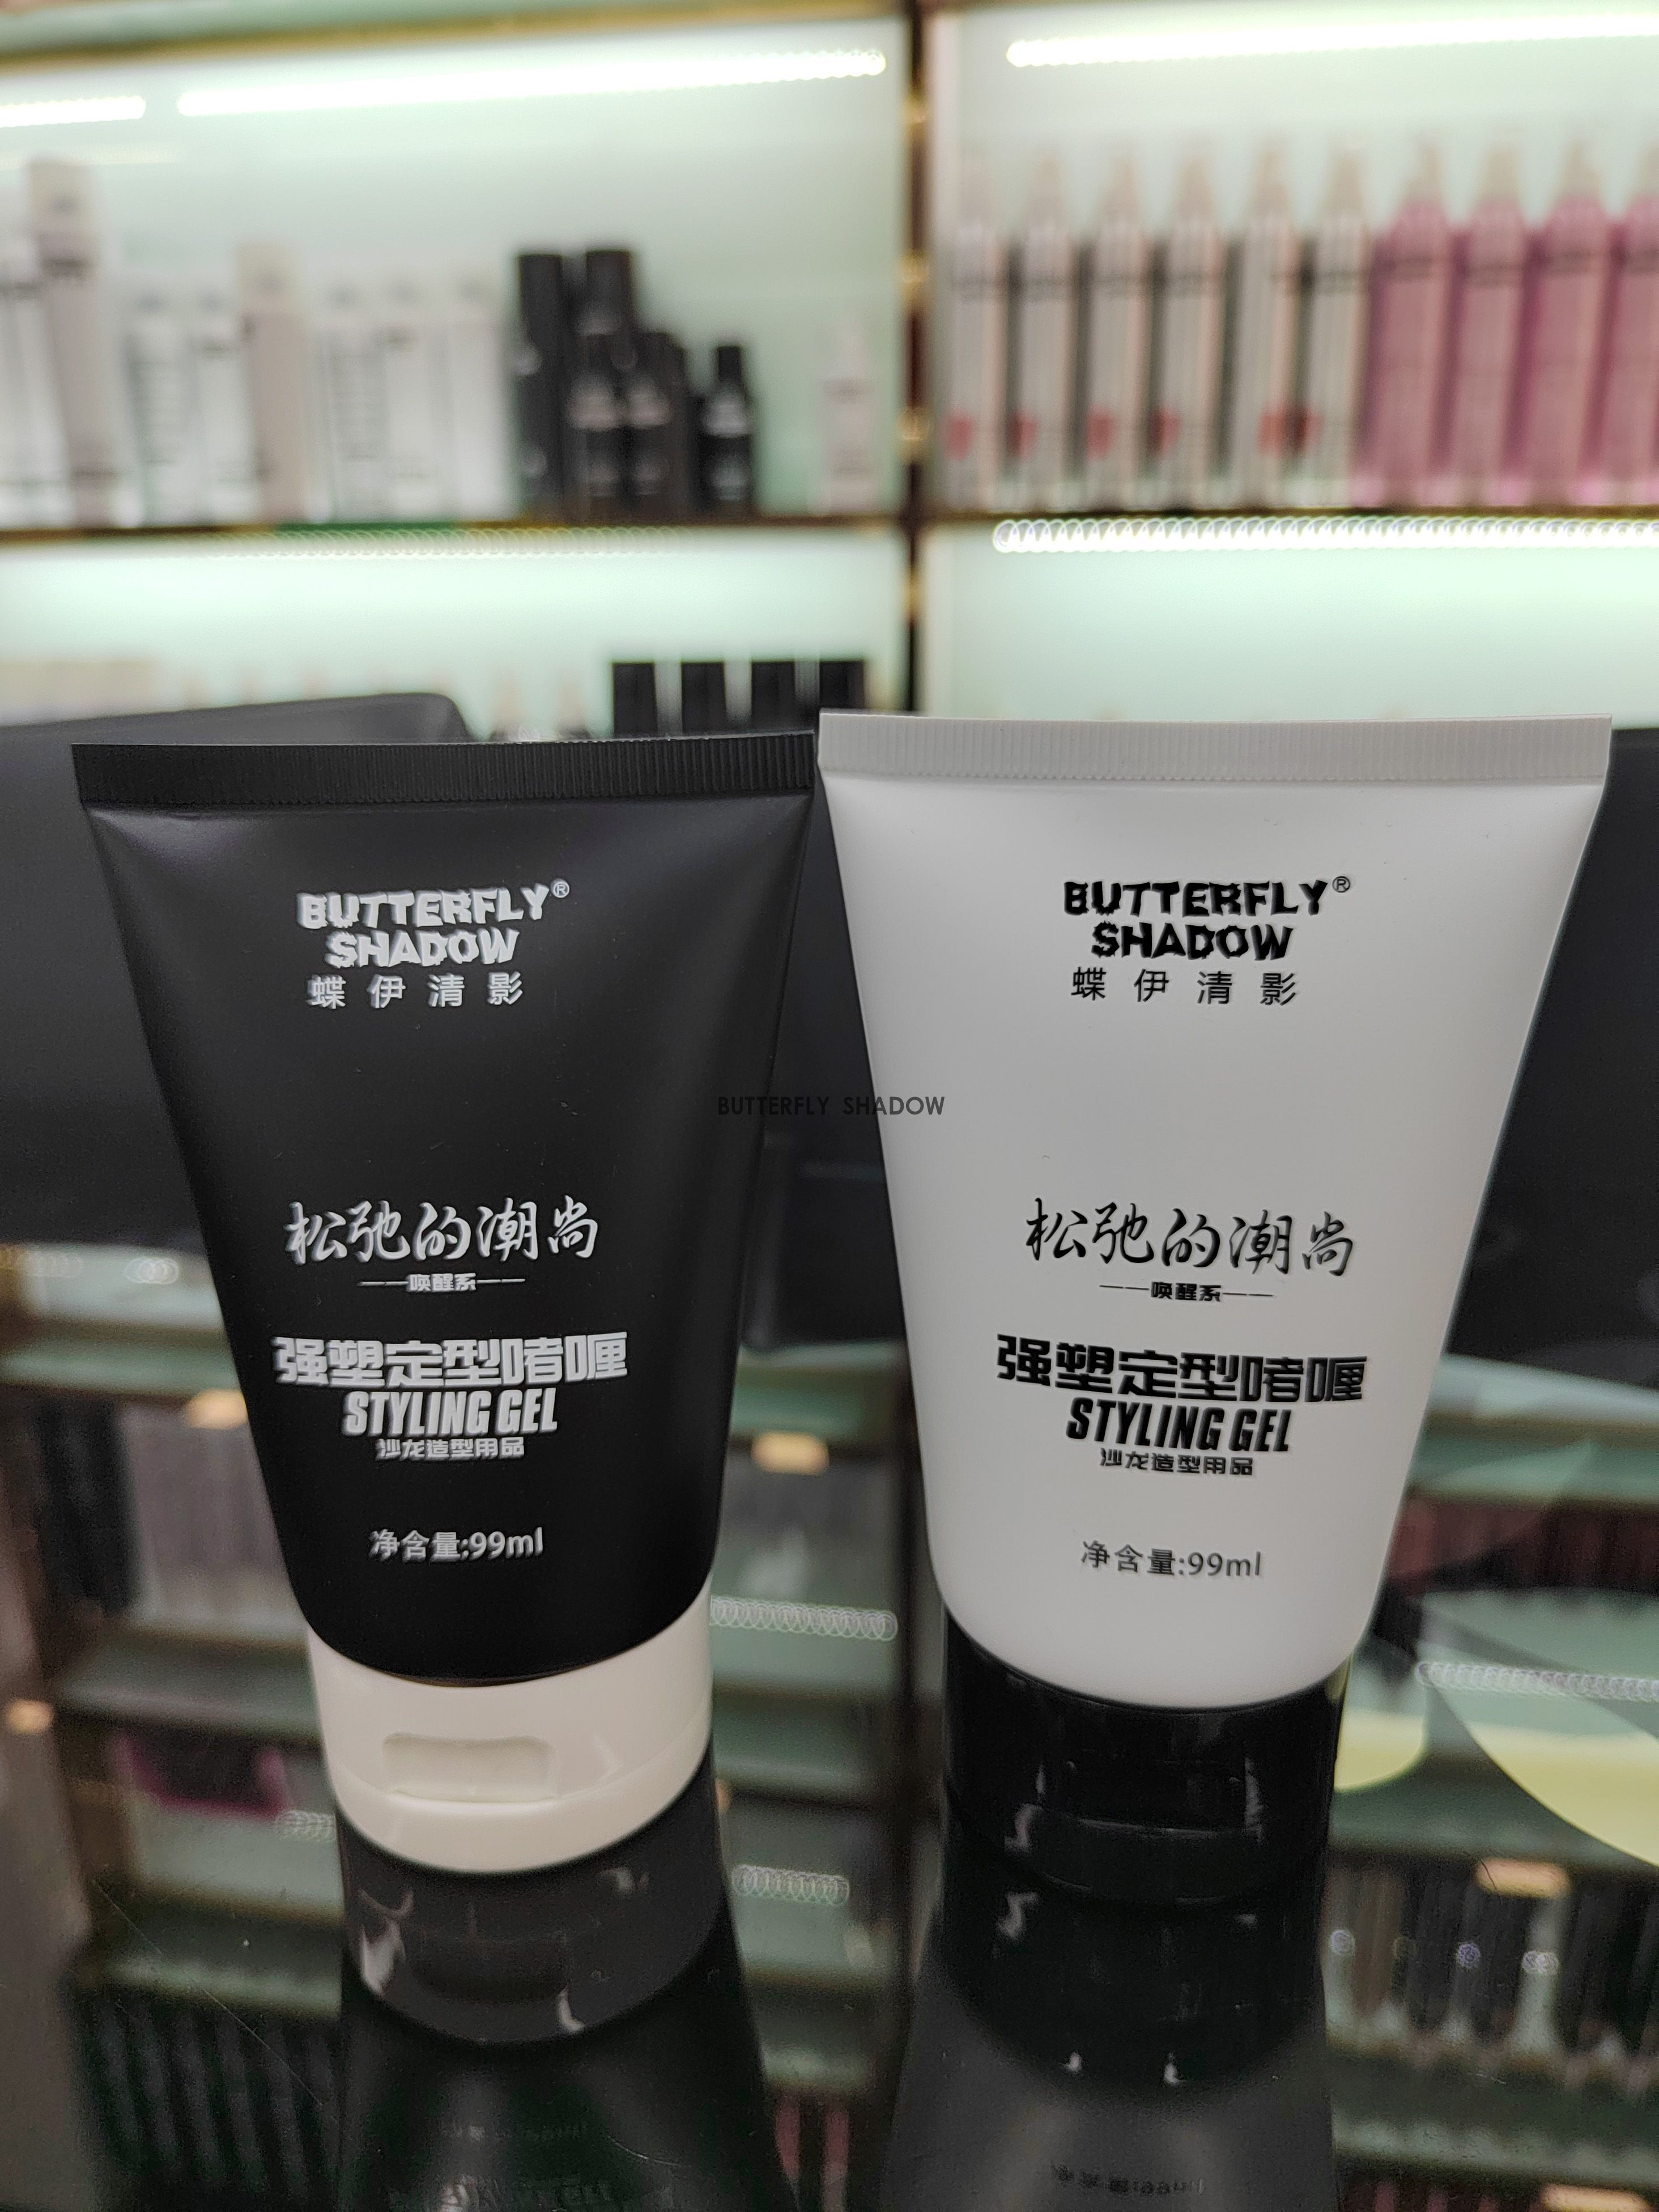 BUTTERFLY®
SHADOW
蝶伊清影
松弛的潮尚
——唤醒系——
强塑定型啫喱
STYLING GEL
沙龙造型用品
净含量:99ml
BUTTERFLY SHADOW
BUTTERFLY®
SHADOW
蝶伊清影
松弛的潮尚
——唤醒系——
强塑定型啫喱
STYLING GEL
沙龙造型用品
净含量:99ml